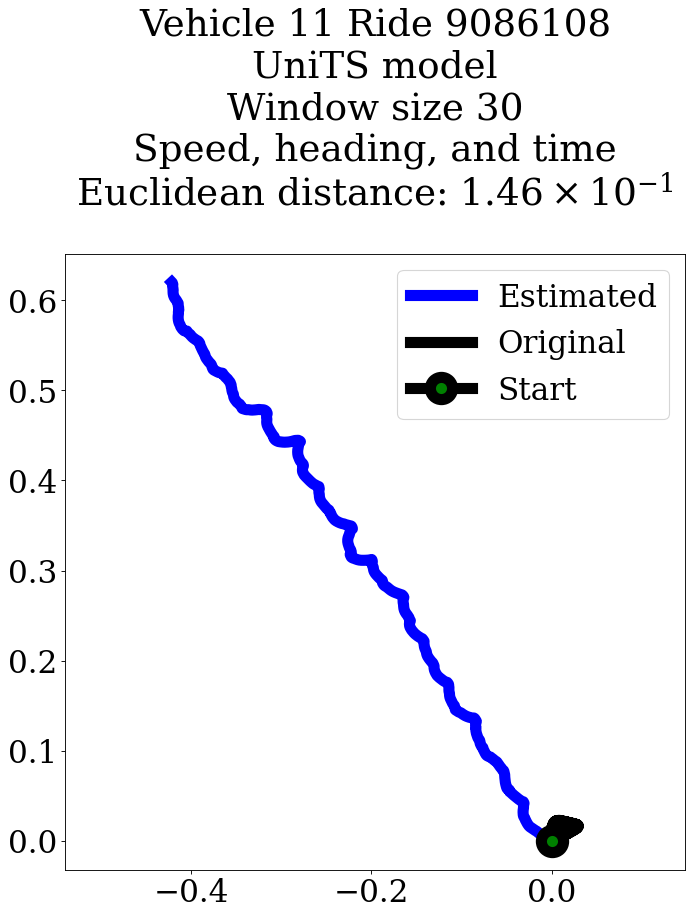 Vehicle 11 Ride 9086108
UniTS model
Window size 30
Speed, heading, and time
Euclidean distance: 1.46 × 10⁻¹
Estimated
Original
Start
0.6
0.5
0.4
0.3
0.2
0.1
0.0
−0.4 −0.2 0.0